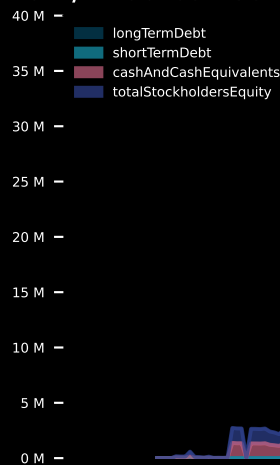 40 M
longTermDebt
shortTermDebt
35 M
cashAndCashEquivalents
totalStockholdersEquity
30 M
25 M
20 M
15 M
10 M
5 M
0 M